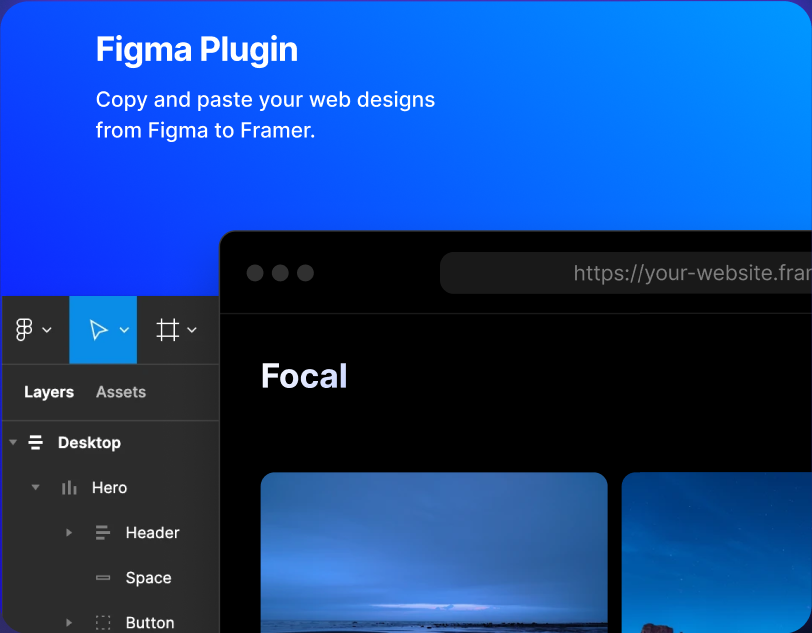 Figma Plugin
Copy and paste your web designs
from Figma to Framer.
https://your-website.fram
Focal
Layers Assets
Desktop
Hero
Header
Space
Button